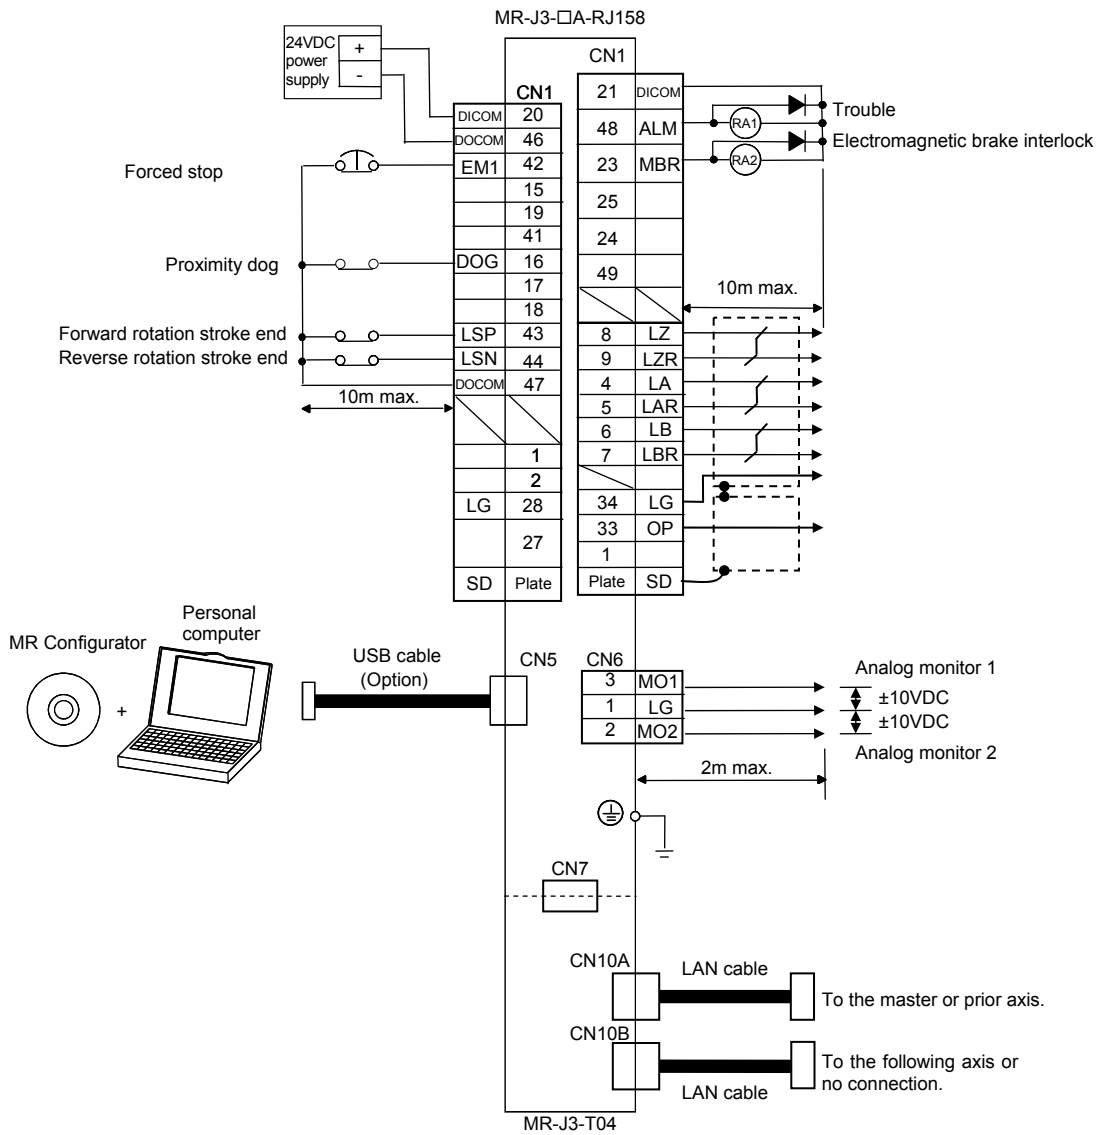 MR-J3-□A-RJ158
24VDC power supply
+
-
CN1
DICOM 20
DOCOM 46
EM1 42
15
19
41
DOG 16
17
18
LSP 43
LSN 44
DOCOM 47
1
2
LG 28
27
SD Plate
Forced stop
Proximity dog
Forward rotation stroke end
Reverse rotation stroke end
10m max.
CN1
21 DICOM
48 ALM
23 MBR
25
24
49
8 LZ
9 LZR
4 LA
5 LAR
6 LB
7 LBR
34 LG
33 OP
1
Plate SD
RA1
RA2
Trouble
Electromagnetic brake interlock
10m max.
MR Configurator
+
Personal computer
USB cable
(Option)
CN5
CN6
3 MO1
1 LG
2 MO2
Analog monitor 1
±10VDC
±10VDC
Analog monitor 2
2m max.
CN7
CN10A
LAN cable
To the master or prior axis.
CN10B
LAN cable
To the following axis or
no connection.
MR-J3-T04